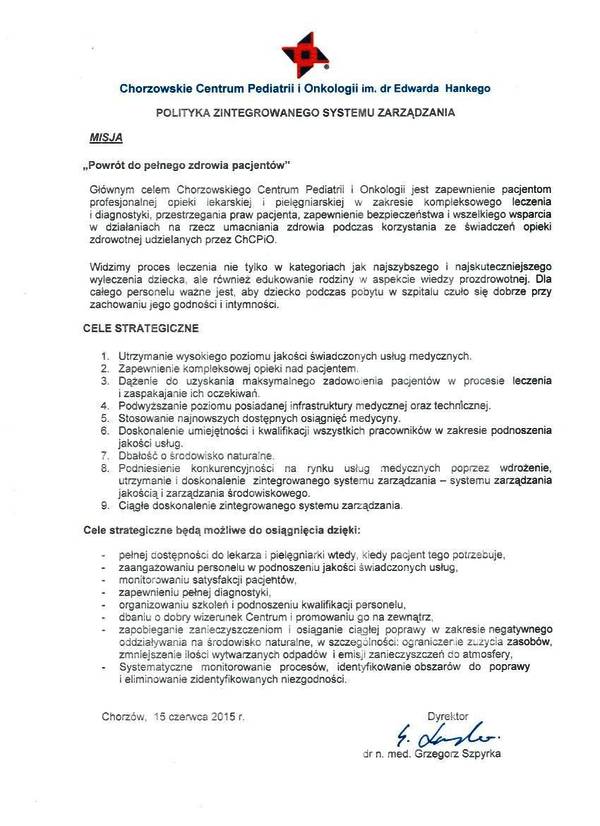 ®
Chorzowskie Centrum Pediatrii i Onkologii im. dr Edwarda Hankego
POLITYKA ZINTEGROWANEGO SYSTEMU ZARZĄDZANIA
MISJA
„Powrót do pełnego zdrowia pacjentów"
Głównym celem Chorzowskiego Centrum Pediatrii i Onkologii jest zapewnienie pacjentom
profesjonalnej opieki lekarskiej i pielęgniarskiej w zakresie kompleksowego leczenia
i diagnostyki, przestrzegania praw pacjenta, zapewnienie bezpieczeństwa i wszelkiego wsparcia
w działaniach na rzecz umacniania zdrowia podczas korzystania ze świadczeń opieki
zdrowotnej udzielanych przez ChCPiO.
Widzimy proces leczenia nie tylko w kategoriach jak najszybszego i najskuteczniejszego
wyleczenia dziecka, ale również edukowanie rodziny w aspekcie wiedzy prozdrowotnej. Dla
całego personelu ważne jest, aby dziecko podczas pobytu w szpitalu czuło się dobrze przy
zachowaniu jego godności i intymności.
CELE STRATEGICZNE
1. Utrzymanie wysokiego poziomu jakości świadczonych usług medycznych.
2. Zapewnienie kompleksowej opieki nad pacjentem.
3. Dążenie do uzyskania maksymalnego zadowolenia pacjentów w procesie leczenia
i zaspakajanie ich oczekiwań.
4. Podwyższanie poziomu posiadanej infrastruktury medycznej oraz technicznej.
5. Stosowanie najnowszych dostępnych osiągnięć medycyny.
6. Doskonalenie umiejętności i kwalifikacji wszystkich pracowników w zakresie podnoszenia
jakości usług.
7. Dbałość o środowisko naturalne.
8. Podniesienie konkurencyjności na rynku usług medycznych poprzez wdrożenie,
utrzymanie i doskonalenie zintegrowanego systemu zarządzania – systemu zarządzania
jakością i zarządzania środowiskowego.
9. Ciągłe doskonalenie zintegrowanego systemu zarządzania.
Cele strategiczne będą możliwe do osiągnięcia dzięki:
- pełnej dostępności do lekarza i pielęgniarki wtedy, kiedy pacjent tego potrzebuje,
- zaangażowaniu personelu w podnoszeniu jakości świadczonych usług,
- monitorowaniu satysfakcji pacjentów,
- zapewnieniu pełnej diagnostyki,
- organizowaniu szkoleń i podnoszeniu kwalifikacji personelu,
- dbaniu o dobry wizerunek Centrum i promowaniu go na zewnątrz,
- zapobieganie zanieczyszczeniom i osiąganie ciągłej poprawy w zakresie negatywnego
oddziaływania na środowisko naturalne, w szczególności: ograniczenie zużycia zasobów,
zmniejszenie ilości wytwarzanych odpadów i emisji zanieczyszczeń do atmosfery,
- Systematyczne monitorowanie procesów, identyfikowanie obszarów do poprawy
i eliminowanie zidentyfikowanych niezgodności.
Chorzów, 15 czerwca 2015 r.
Dyrektor
dr n. med. Grzegorz Szpyrka